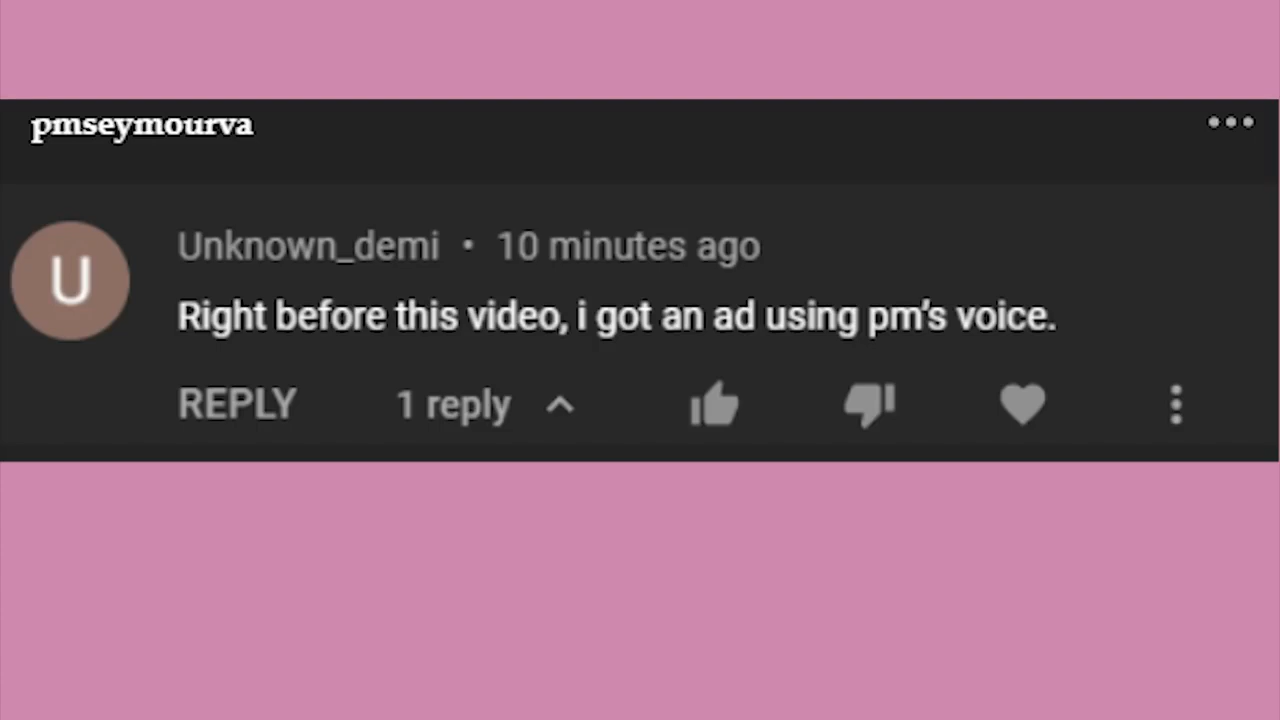 pmseymourva
Unknown_demi • 10 minutes ago
Right before this video, i got an ad using pm's voice.
REPLY 1 reply
U